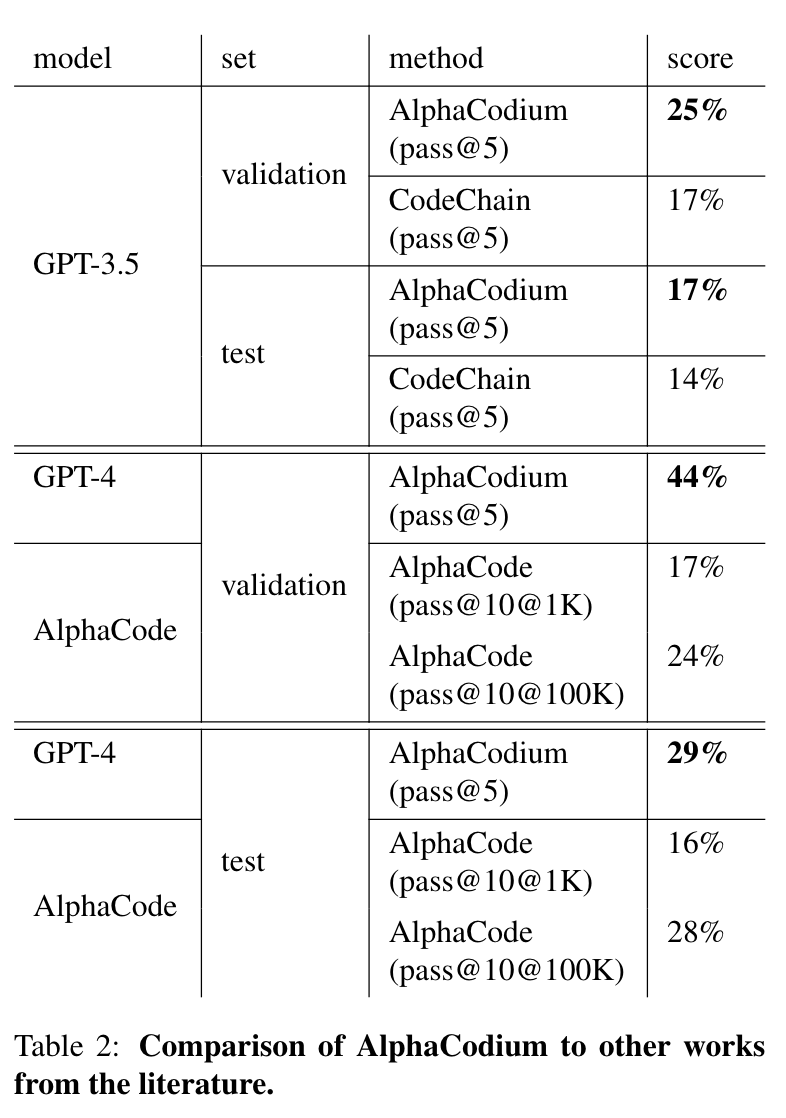 model set method score
AlphaCodium 25%
(pass@5)
validation
CodeChain 17%
(pass@5)
GPT-3.5
AlphaCodium 17%
(pass@5)
test
CodeChain 14%
(pass@5)
GPT-4 AlphaCodium 44%
(pass@5)
validation
AlphaCode 17%
(pass@10@1K)
AlphaCode
AlphaCode 24%
(pass@10@100K)
GPT-4 AlphaCodium 29%
(pass@5)
test
AlphaCode 16%
(pass@10@1K)
AlphaCode
AlphaCode 28%
(pass@10@100K)
Table 2: Comparison of AlphaCodium to other works
from the literature.